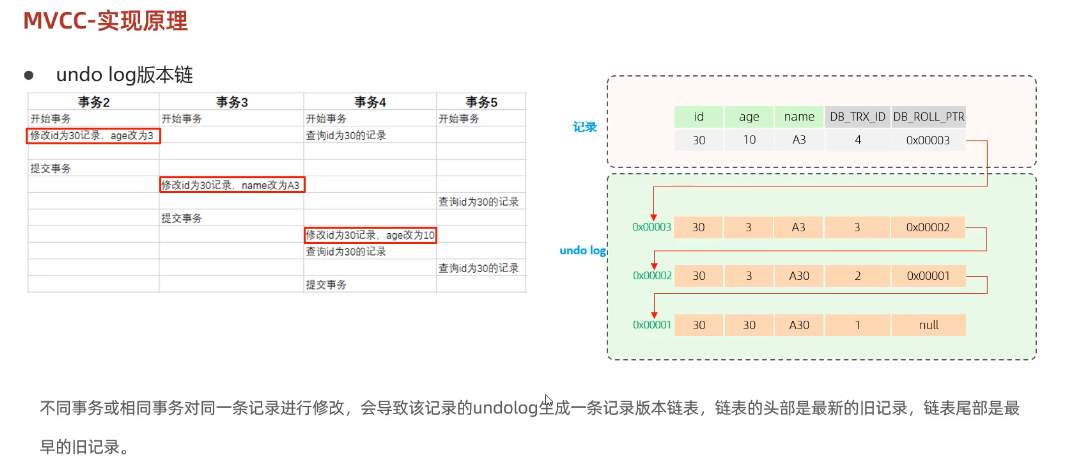 MVCC-实现原理
● undo log版本链
事务2 事务3 事务4 事务5
开始事务 开始事务 开始事务 开始事务
修改id为30记录、age改为3 查询id为30的记录
提交事务
修改id为30记录、name改为A3
查询id为30的记录
提交事务
修改id为30记录、age改为10
查询id为30的记录
查询id为30的记录
提交事务
记录
id age name DB_TRX_ID DB_ROLL_PTR
30 10 A3 4 0x00003
undo log
0x00003 30 3 A3 3 0x00002
0x00002 30 3 A30 2 0x00001
0x00001 30 30 A30 1 null
不同事务或相同事务对同一条记录进行修改，会导致该记录的undolog生成一条记录版本链表，链表的头部是最新的旧记录，链表尾部是最
早的旧记录。